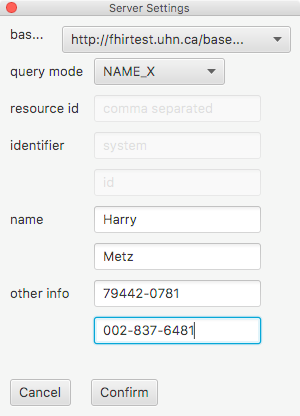 Server Settings
bas...
http://fhirtest.uhn.ca/base...
query mode
NAME_X
resource id
comma separated
identifier
system
id
name
Harry
Metz
other info
79442-0781
002-837-6481
Cancel
Confirm